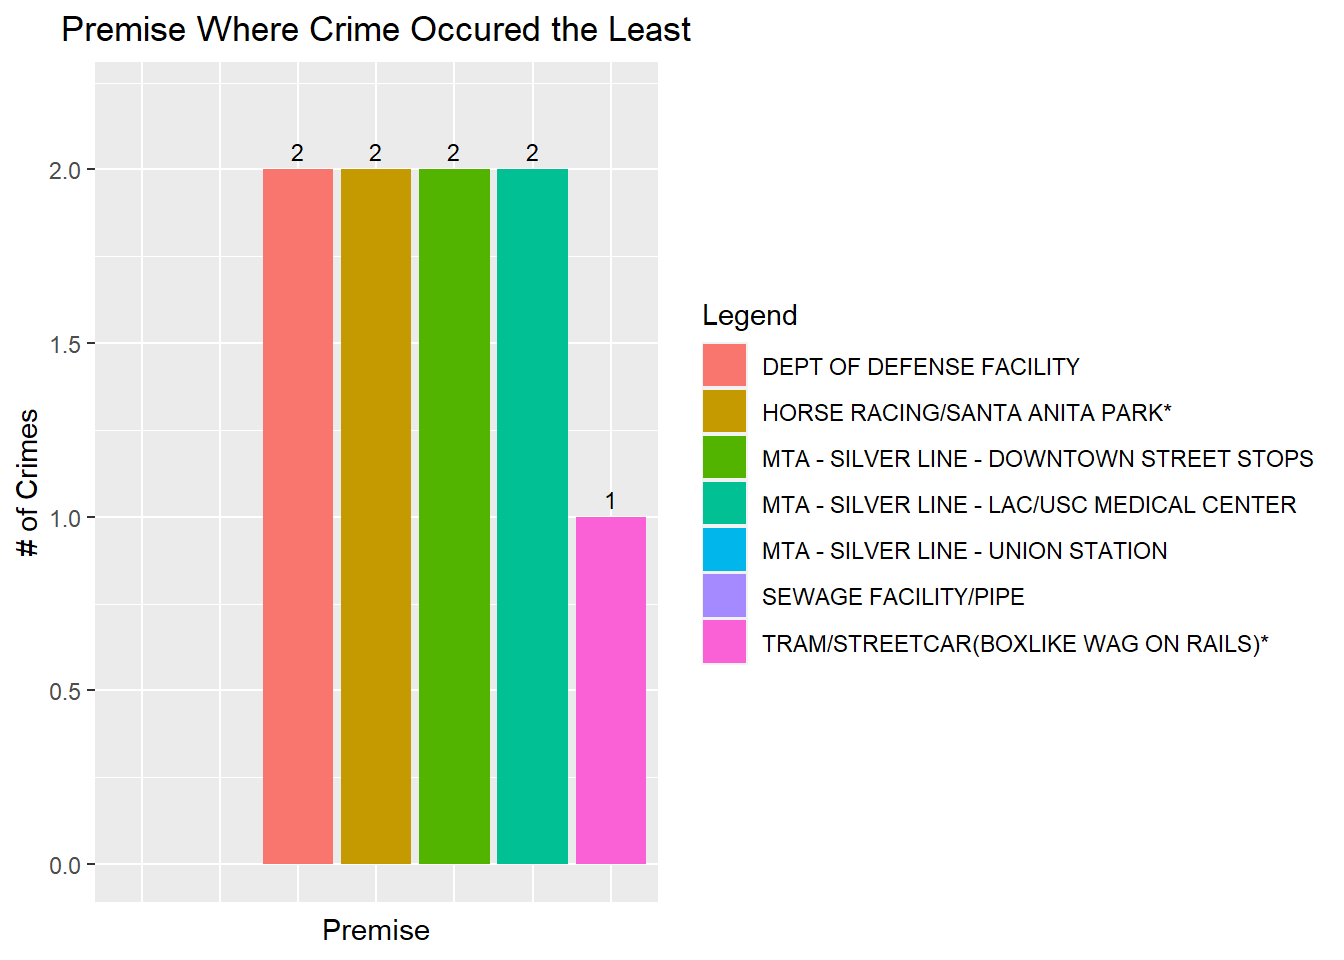 Premise Where Crime Occured the Least
# of Crimes
2.0
1.5
1.0
0.5
0.0
2
2
2
2
1
Premise
Legend
DEPT OF DEFENSE FACILITY
HORSE RACING/SANTA ANITA PARK*
MTA - SILVER LINE - DOWNTOWN STREET STOPS
MTA - SILVER LINE - LAC/USC MEDICAL CENTER
MTA - SILVER LINE - UNION STATION
SEWAGE FACILITY/PIPE
TRAM/STREETCAR(BOXLIKE WAG ON RAILS)*